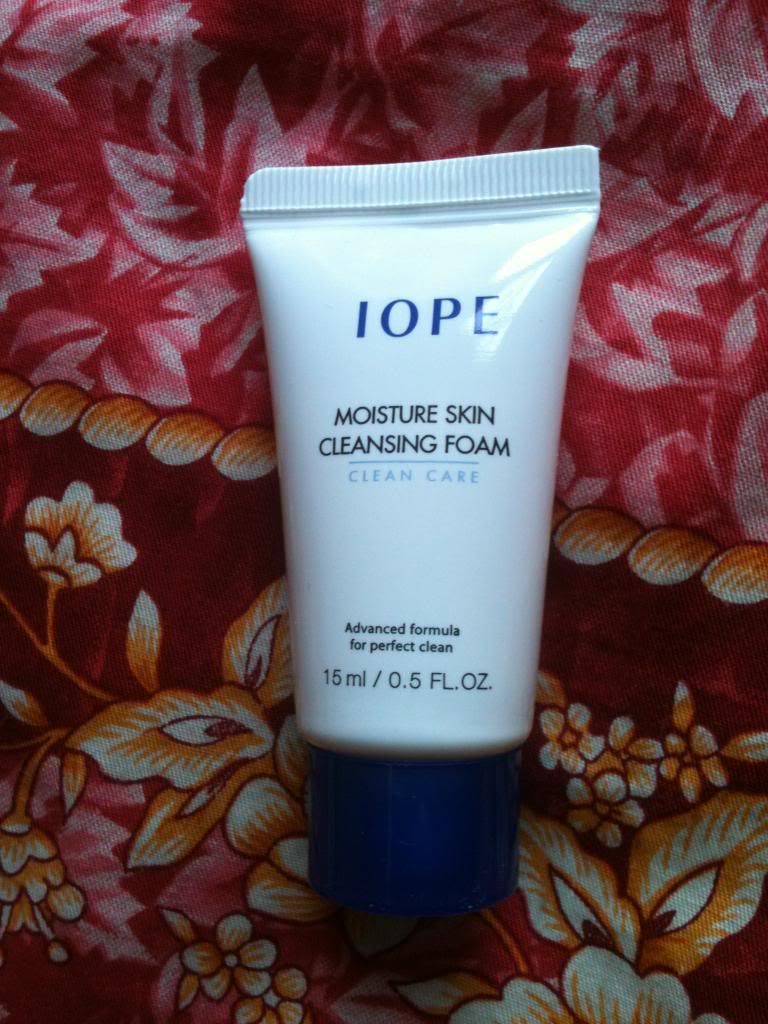 IOPE
MOISTURE SKIN
CLEANSING FOAM
CLEAN CARE
Advanced formula
for perfect clean
15 ml / 0.5 FL.OZ.